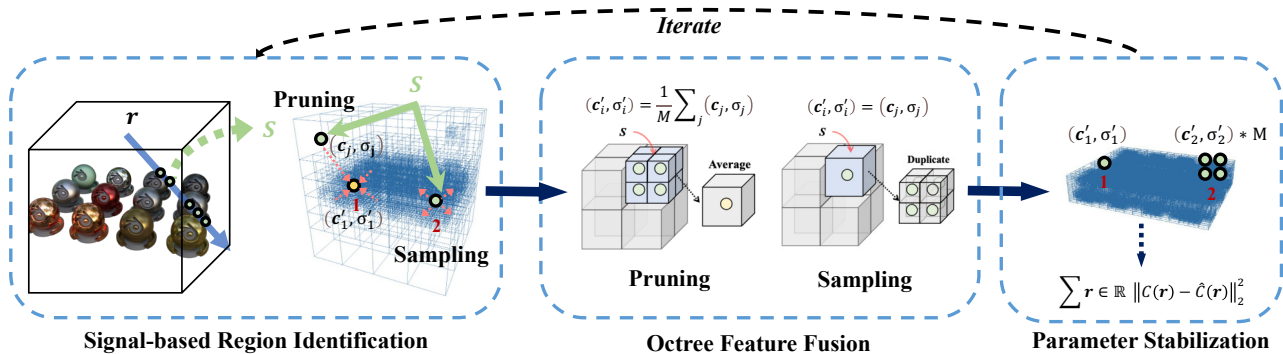 Iterate
r
S
S
Pruning
(c_j, σ_j)
1
(c′_1, σ′_1)
2
Sampling
Signal-based Region Identification
(c′_i, σ′_i) = 1/M ∑_j (c_j, σ_j)
s
Average
Pruning
(c′_i, σ′_i) = (c_j, σ_j)
s
Duplicate
Sampling
Octree Feature Fusion
(c′_1, σ′_1)
(c′_2, σ′_2) * M
1
2
∑ r ∈ ℝ ‖C(r) − Ĉ(r)‖²₂
Parameter Stabilization